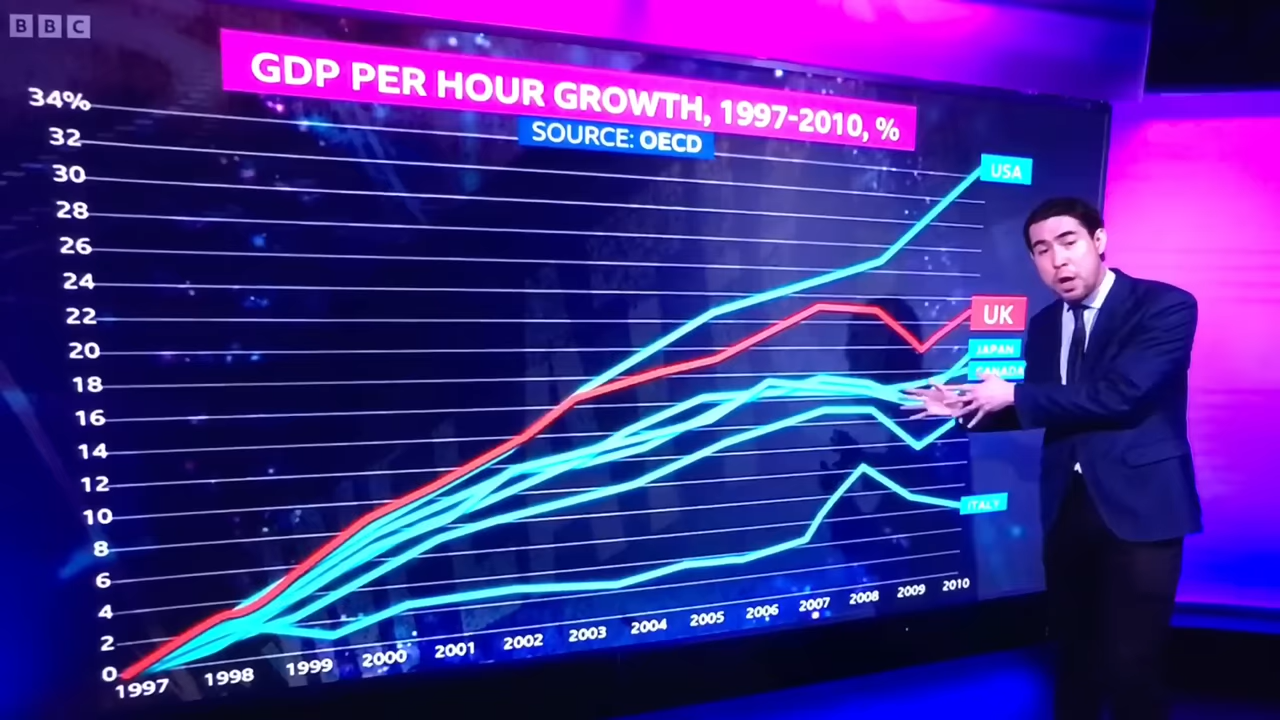 BBC
GDP PER HOUR GROWTH, 1997-2010, %
SOURCE: OECD
34%
32
30
28
26
24
22
20
18
16
14
12
10
8
6
4
2
0
USA
UK
JAPAN
CANADA
ITALY
1997 1998 1999 2000 2001 2002 2003 2004 2005 2006 2007 2008 2009 2010